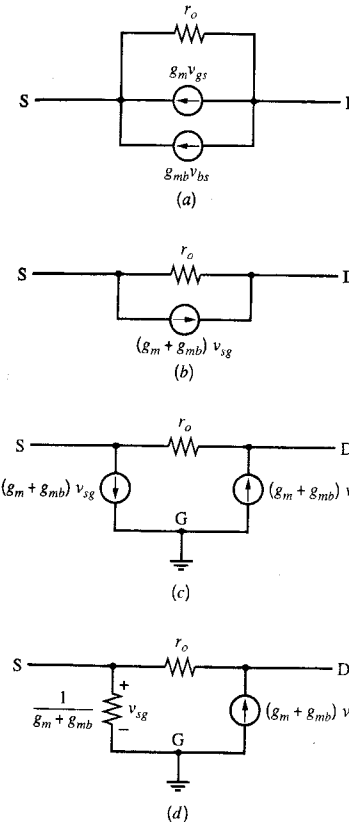 r_o
g_m v_gs
S
g_mb v_bs
(a)
S r_o D
(g_m + g_mb) v_sg
(b)
r_o
S D
(g_m + g_mb) v_sg (g_m + g_mb) v
G
(c)
r_o
S D
+
1 / g_m + g_mb v_sg (g_m + g_mb) v
−
G
(d)